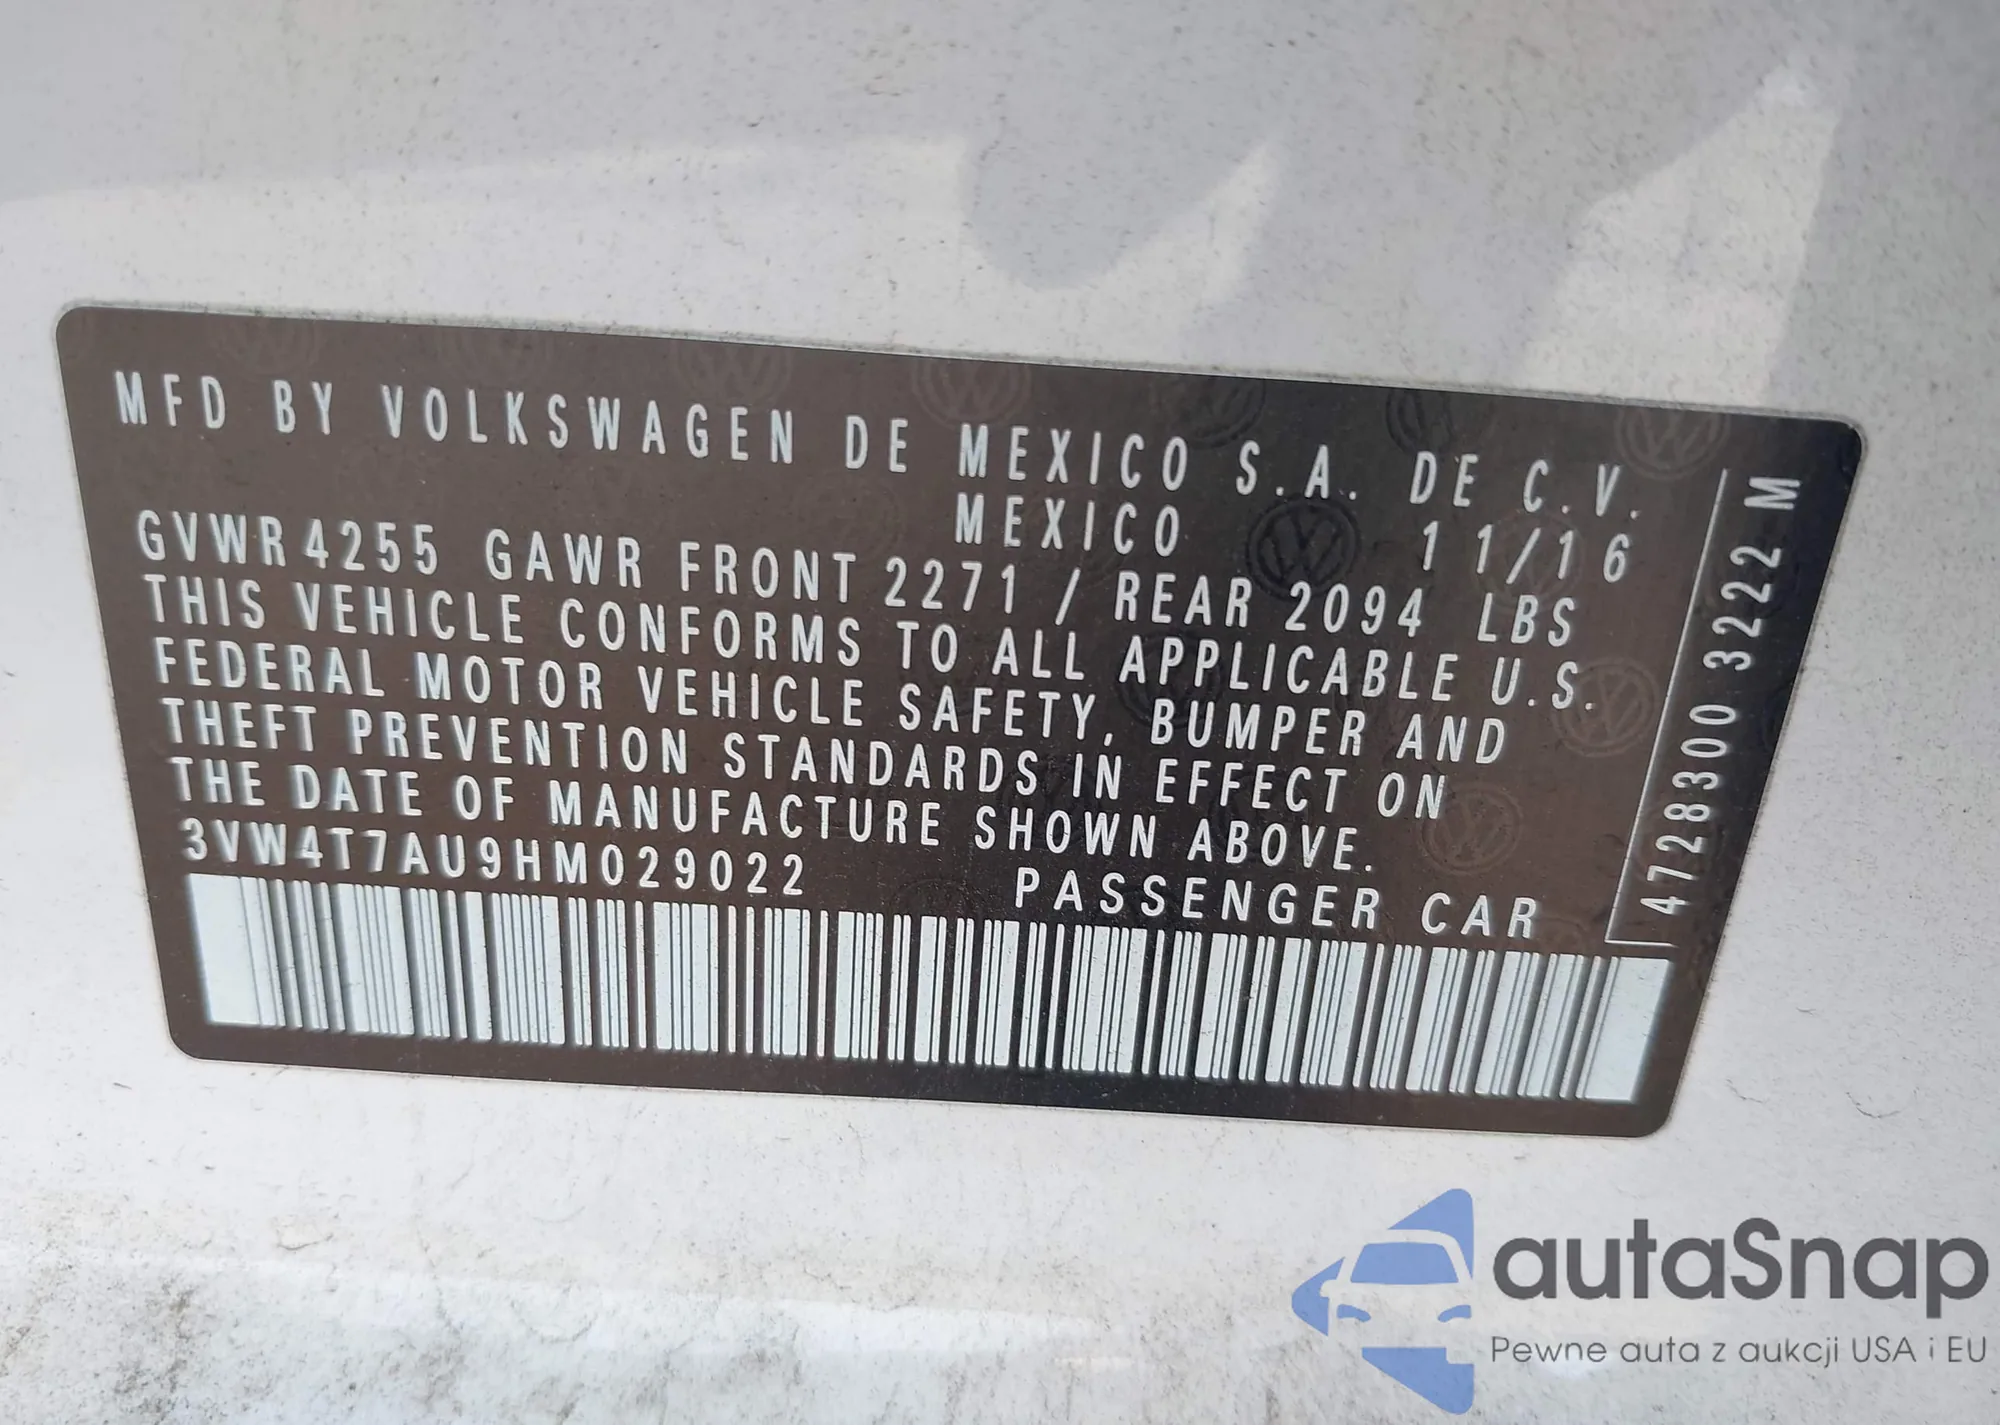 MFD BY VOLKSWAGEN DE MEXICO S.A. DE C.V.
MEXICO 11/16
GVWR 4255 GAWR FRONT 2271 / REAR 2094 LBS
THIS VEHICLE CONFORMS TO ALL APPLICABLE U.S.
FEDERAL MOTOR VEHICLE SAFETY, BUMPER AND
THEFT PREVENTION STANDARDS IN EFFECT ON
THE DATE OF MANUFACTURE SHOWN ABOVE.
3VW4T7AU9HM029022 PASSENGER CAR
4728300 3222 M
autaSnap
Pewne auta z aukcji USA i EU